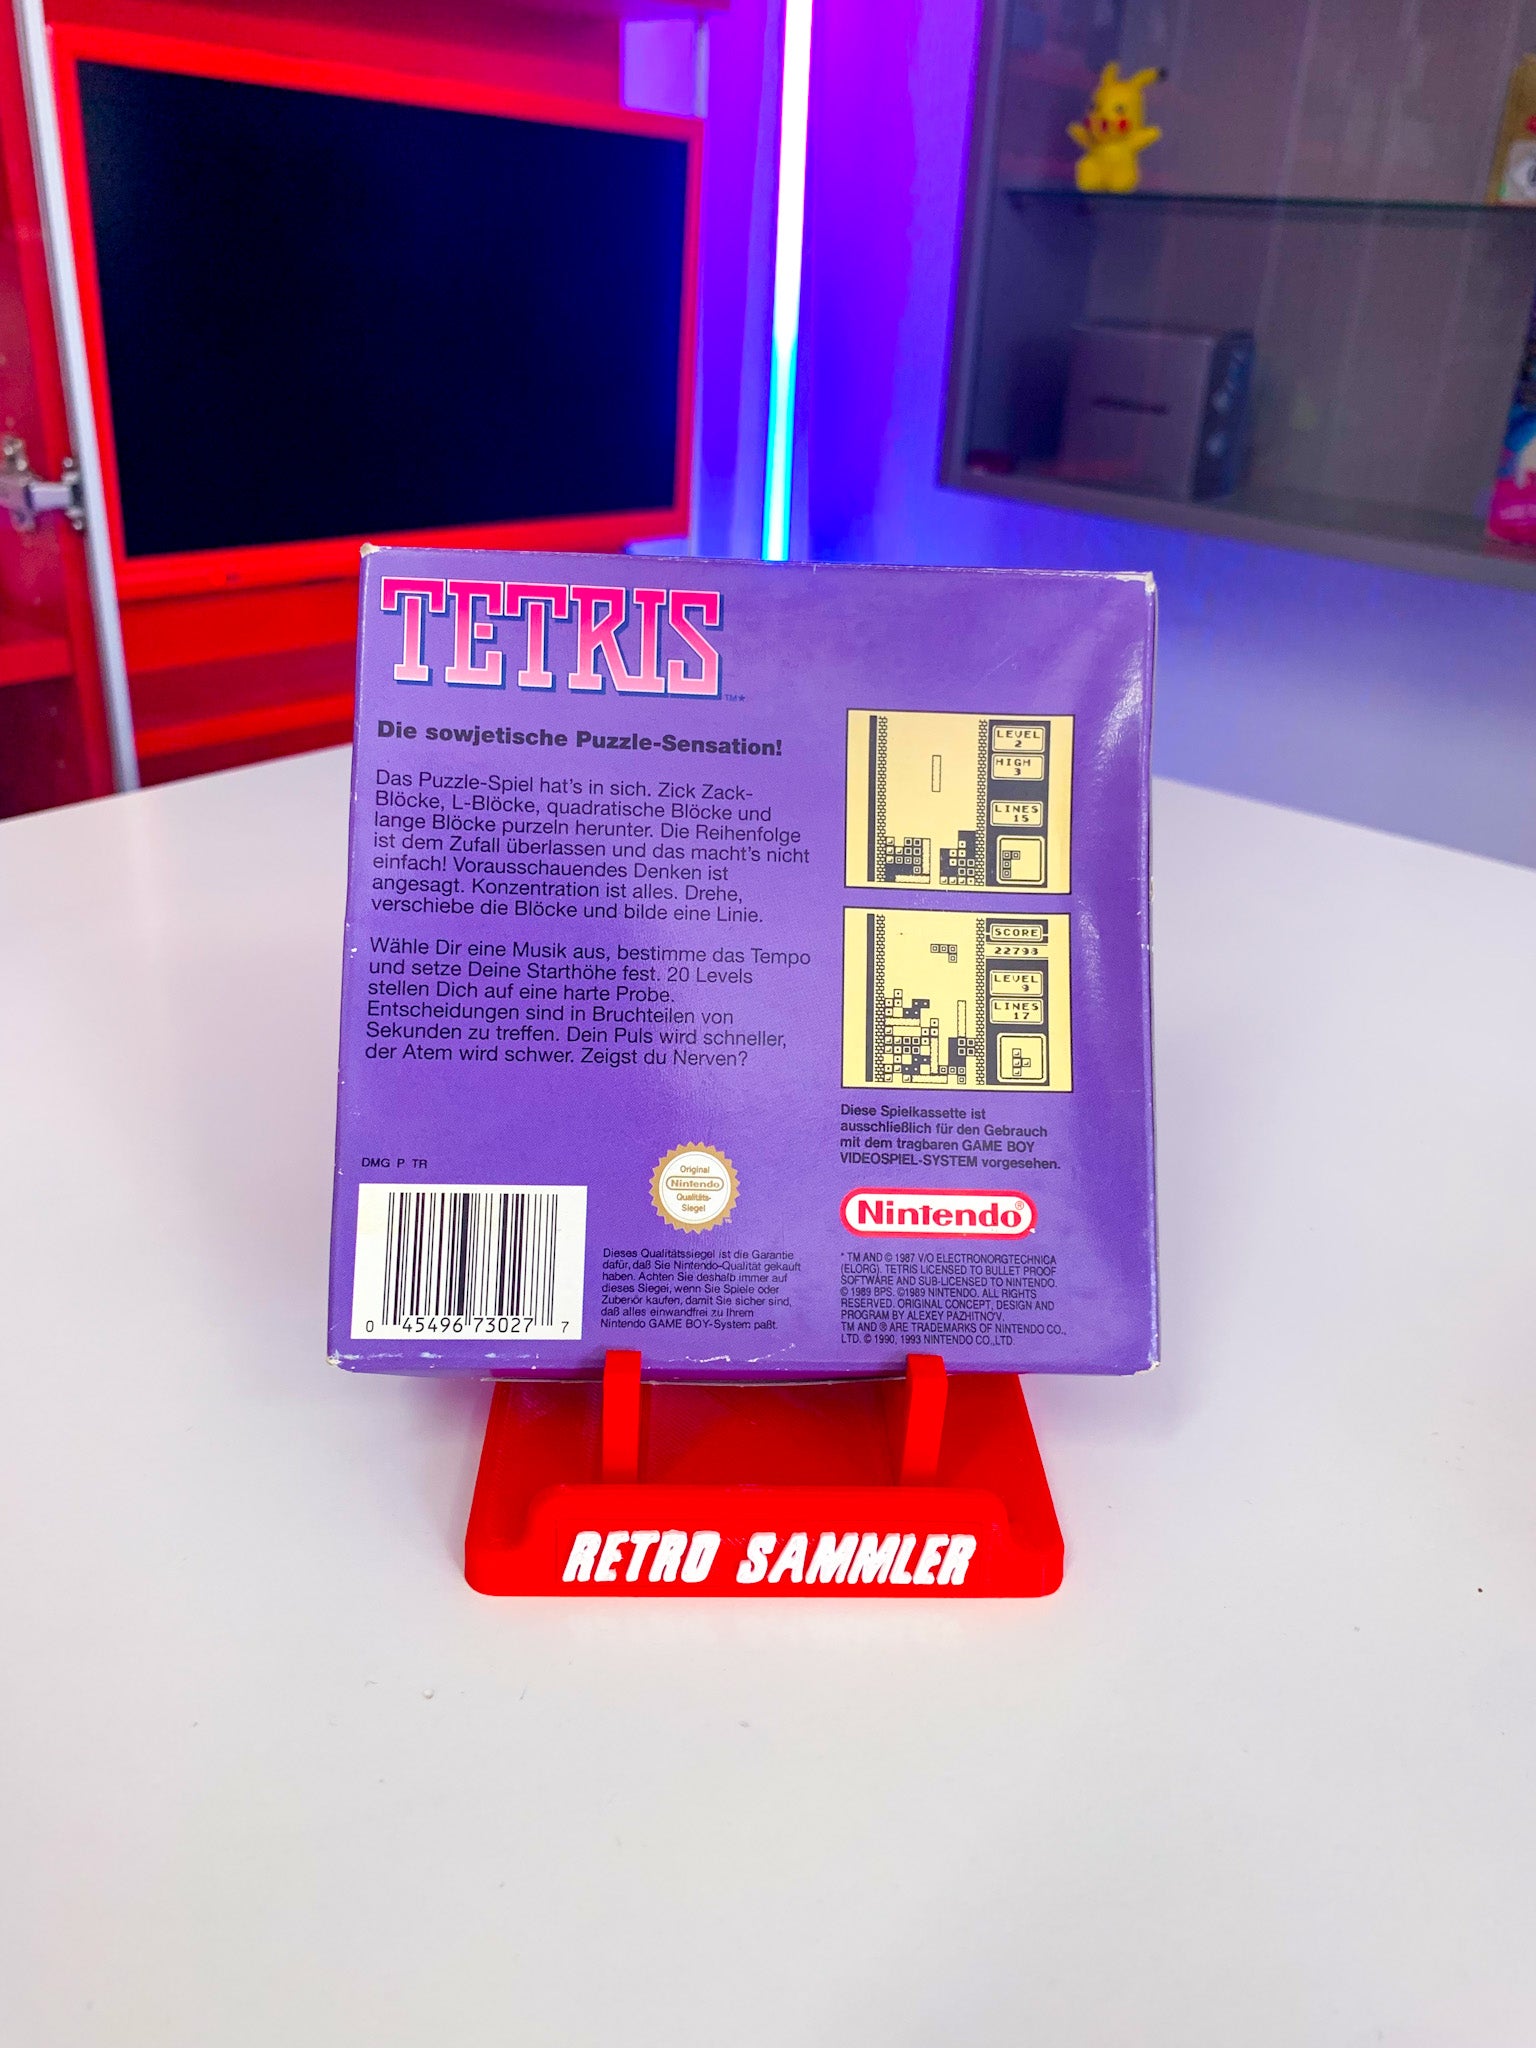 TETRIS
TM*
Die sowjetische Puzzle-Sensation!
Das Puzzle-Spiel hat's in sich. Zick Zack-
Blöcke, L-Blöcke, quadratische Blöcke und
lange Blöcke purzeln herunter. Die Reihenfolge
ist dem Zufall überlassen und das macht's nicht
einfach! Vorausschauendes Denken ist
angesagt. Konzentration ist alles. Drehe,
verschiebe die Blöcke und bilde eine Linie.
Wähle Dir eine Musik aus, bestimme das Tempo
und setze Deine Starthöhe fest. 20 Levels
stellen Dich auf eine harte Probe.
Entscheidungen sind in Bruchteilen von
Sekunden zu treffen. Dein Puls wird schneller,
der Atem wird schwer. Zeigst du Nerven?
LEVEL
2
HIGH
3
LINES
15
SCORE
22793
LEVEL
9
LINES
17
Diese Spielkassette ist
ausschließlich für den Gebrauch
mit dem tragbaren GAME BOY
VIDEOSPIEL-SYSTEM vorgesehen.
DMG P TR
0 45496 73027 7
Original
Nintendo
Qualitäts-
Siegel
Dieses Qualitätssiegel ist die Garantie
dafür, daß Sie Nintendo-Qualität gekauft
haben. Achten Sie deshalb immer auf
dieses Siegel, wenn Sie Spiele oder
Zubehör kaufen, damit Sie sicher sind,
daß alles einwandfrei zu Ihrem
Nintendo GAME BOY-System paßt.
Nintendo®
* TM AND © 1987 V/O ELECTRONORGTECHNICA
(ELORG). TETRIS LICENSED TO BULLET PROOF
SOFTWARE AND SUB-LICENSED TO NINTENDO.
© 1989 BPS. ©1989 NINTENDO. ALL RIGHTS
RESERVED. ORIGINAL CONCEPT, DESIGN AND
PROGRAM BY ALEXEY PAZHITNOV.
TM AND ® ARE TRADEMARKS OF NINTENDO CO.,
LTD. © 1990, 1993 NINTENDO CO.,LTD.
RETRO SAMMLER